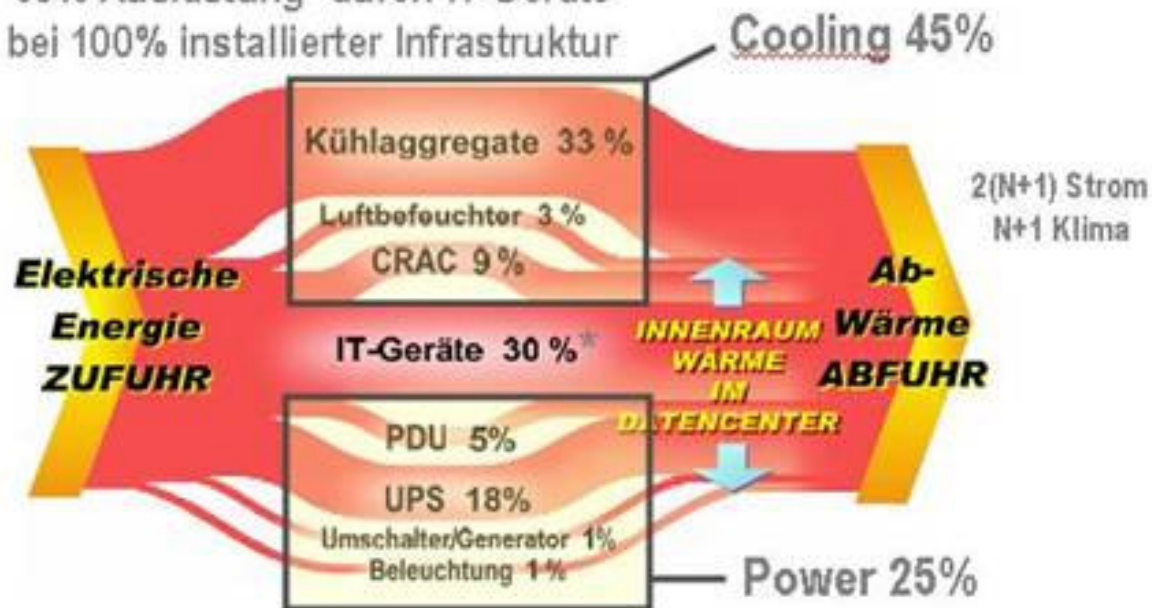 bei 100% installierter Infrastruktur
Cooling 45%
Kühlaggregate 33 %
Luftbefeuchter 3 %
CRAC 9 %
2(N+1) Strom
N+1 Klima
Elektrische
Energie
ZUFUHR
IT-Geräte 30 %*
INNENRAUM
WÄRME
IM
DATENCENTER
Ab-
Wärme
ABFUHR
PDU 5%
UPS 18%
Umschalter/Generator 1%
Beleuchtung 1 %
Power 25%